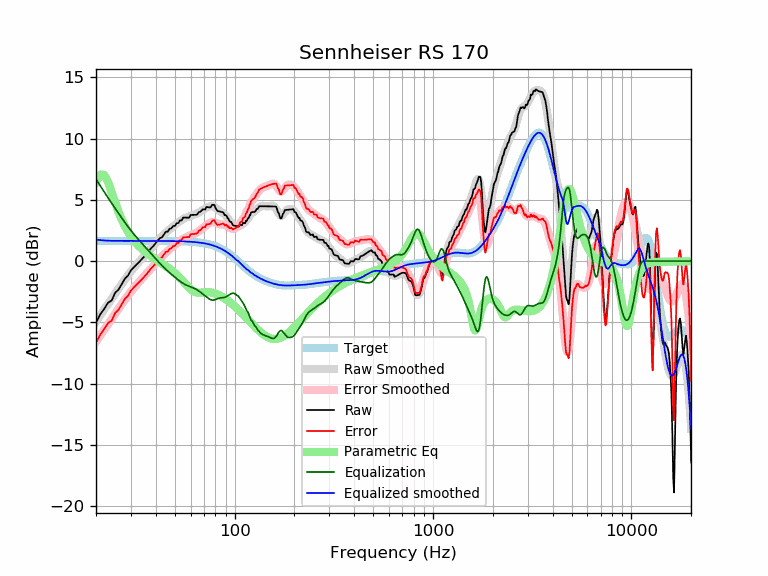 Sennheiser RS 170
15
10
5
0
−5
−10
−15
−20
Amplitude (dBr)
Target
Raw Smoothed
Error Smoothed
Raw
Error
Parametric Eq
Equalization
Equalized smoothed
100
1000
10000
Frequency (Hz)